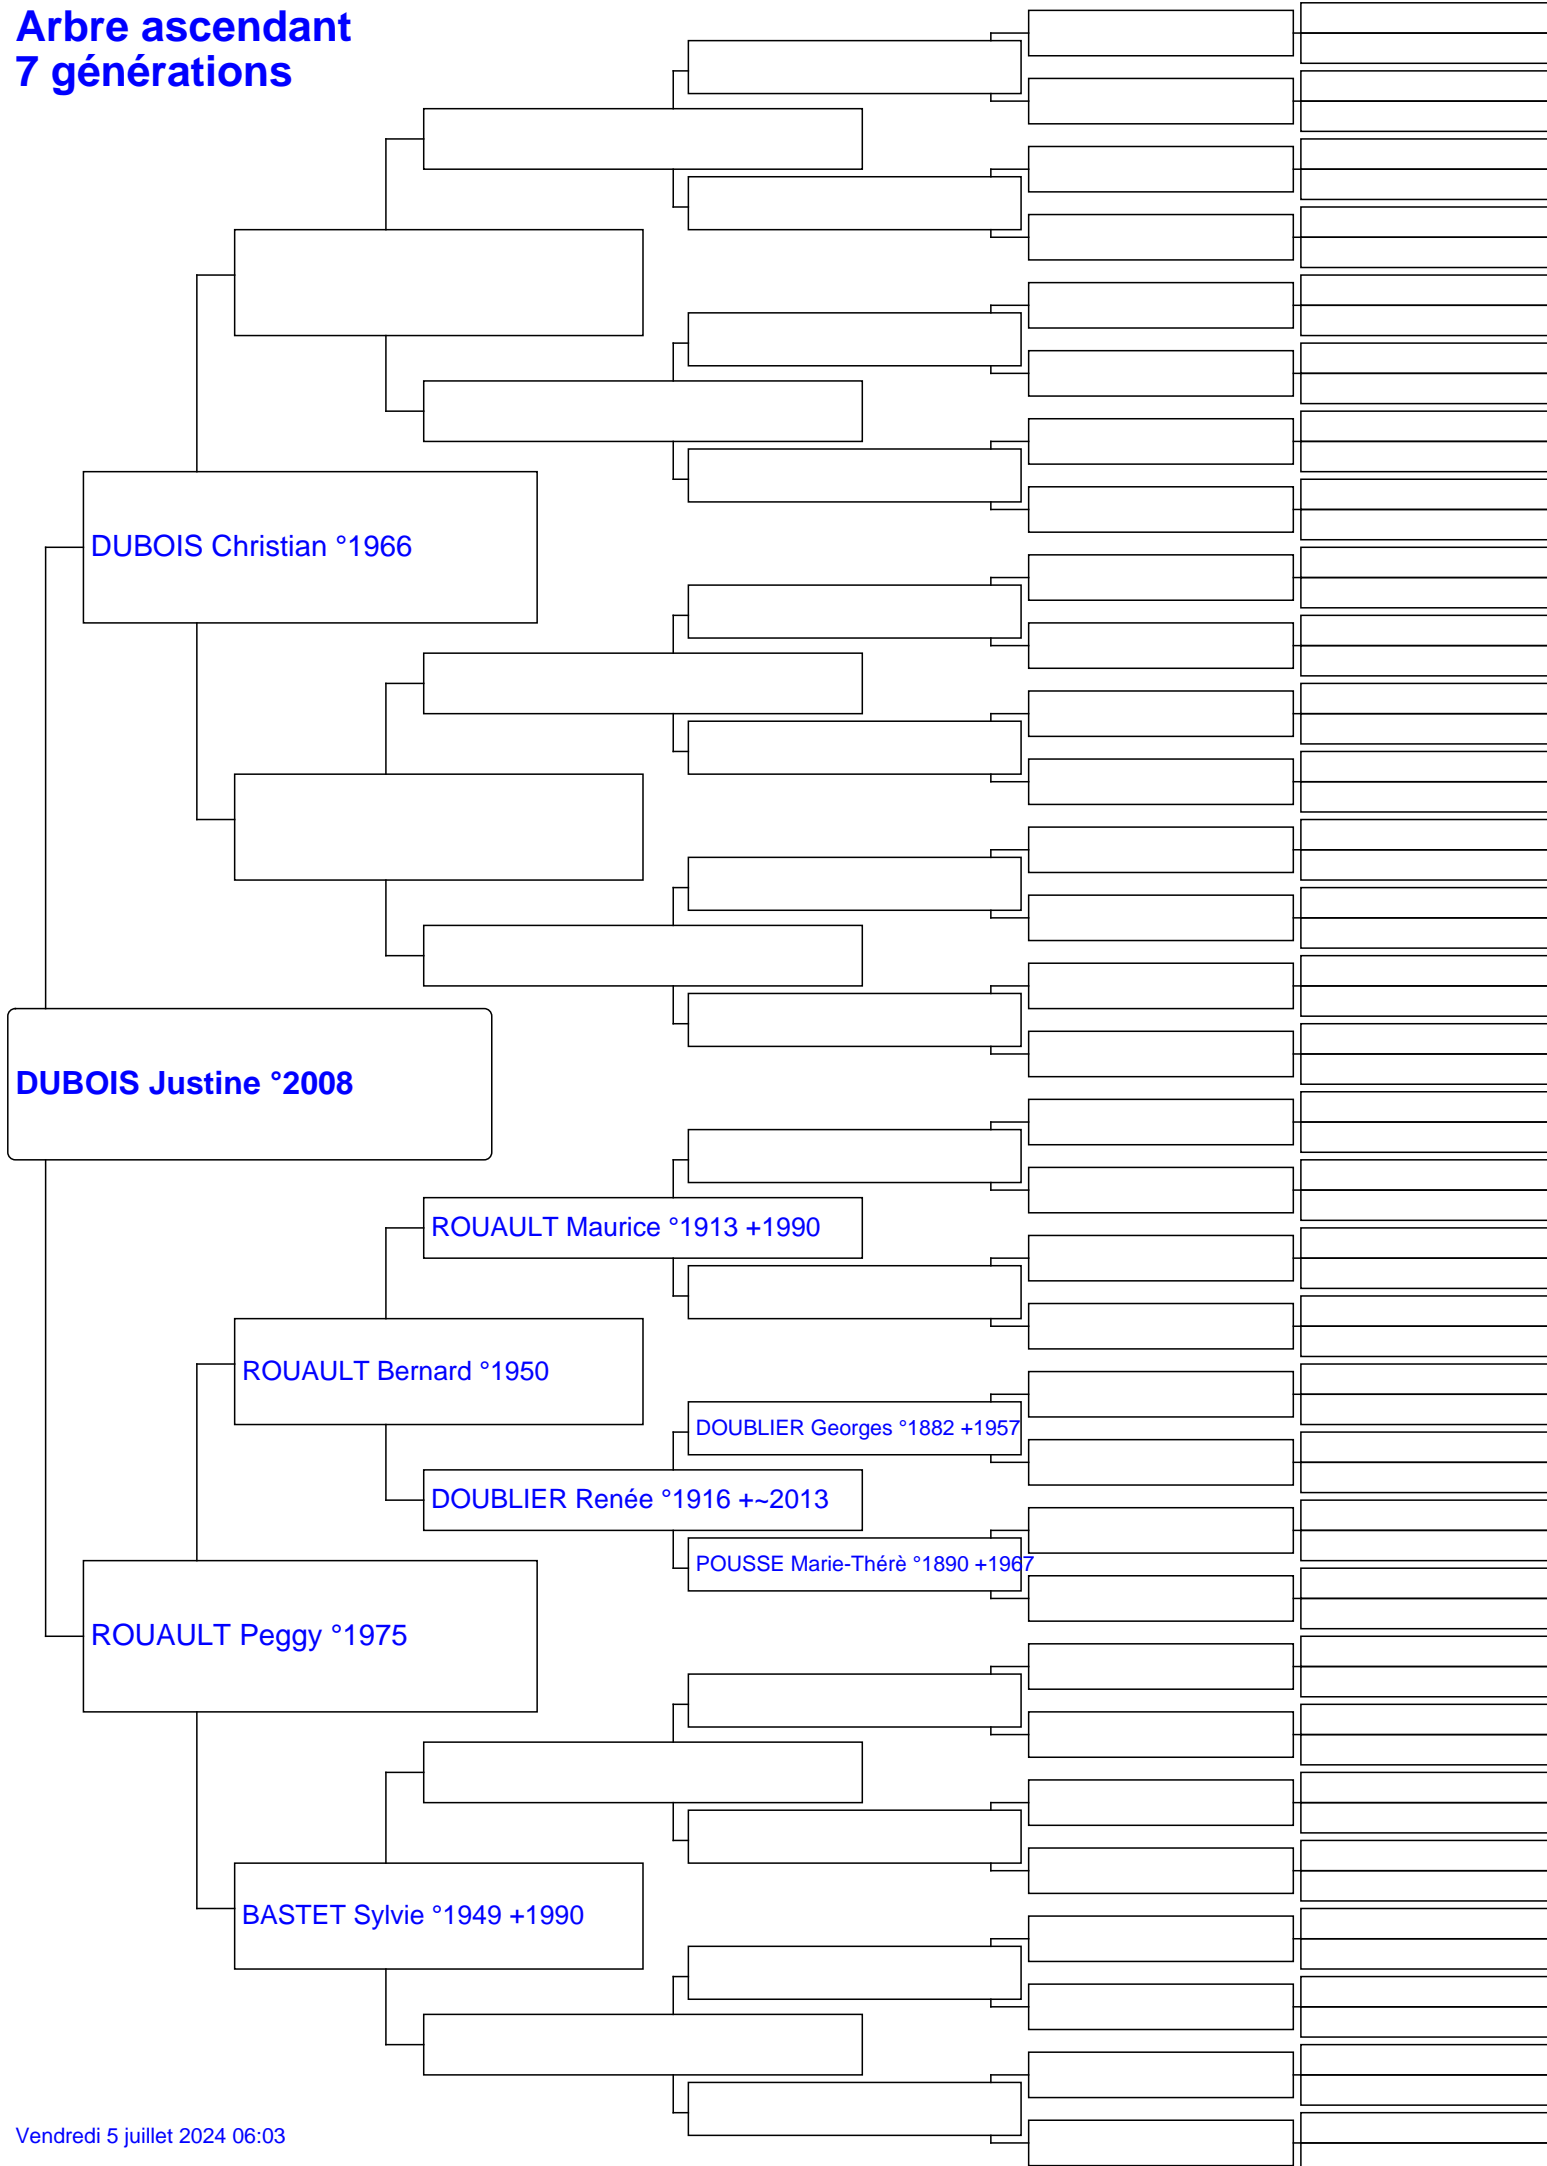 Arbre ascendant
7 générations
DUBOIS Christian °1966
DUBOIS Justine °2008
ROUAULT Maurice °1913 +1990
ROUAULT Bernard °1950
DOUBLIER Georges °1882 +1957
DOUBLIER Renée °1916 +~2013
POUSSE Marie-Thérè °1890 +1967
ROUAULT Peggy °1975
BASTET Sylvie °1949 +1990
Vendredi 5 juillet 2024 06:03